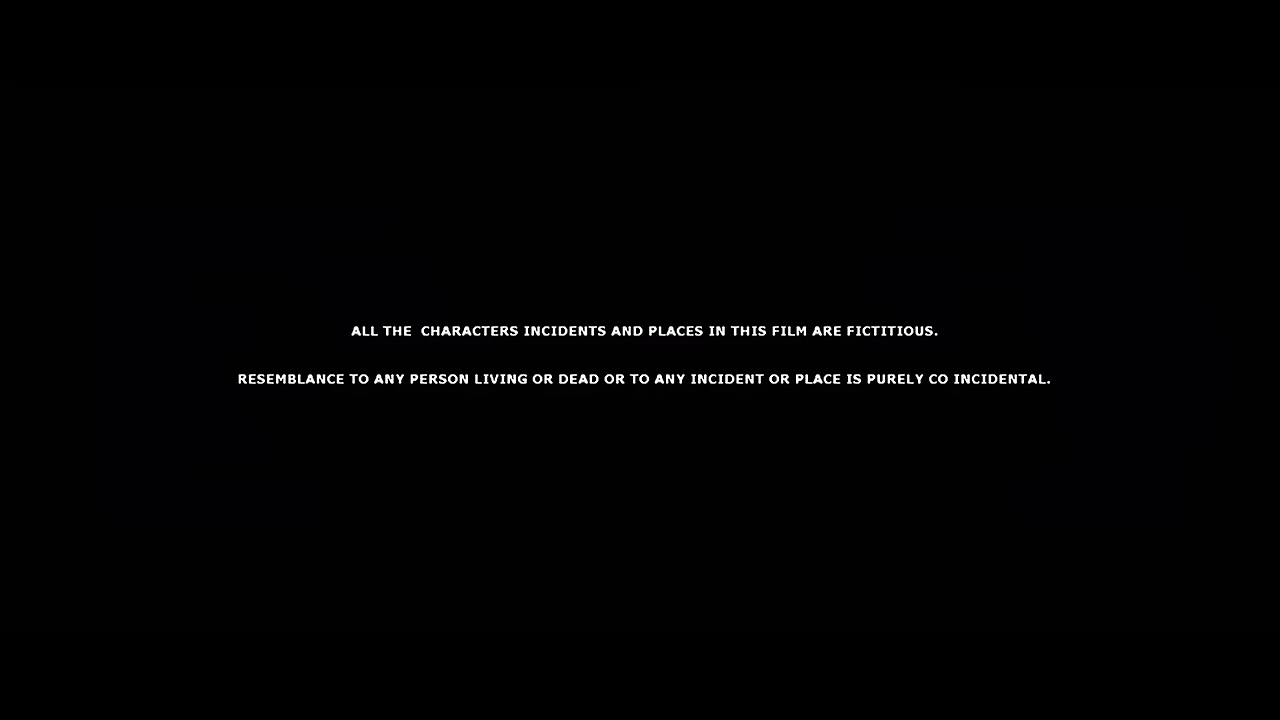 ALL THE  CHARACTERS INCIDENTS AND PLACES IN THIS FILM ARE FICTITIOUS.
RESEMBLANCE TO ANY PERSON LIVING OR DEAD OR TO ANY INCIDENT OR PLACE IS PURELY CO INCIDENTAL.